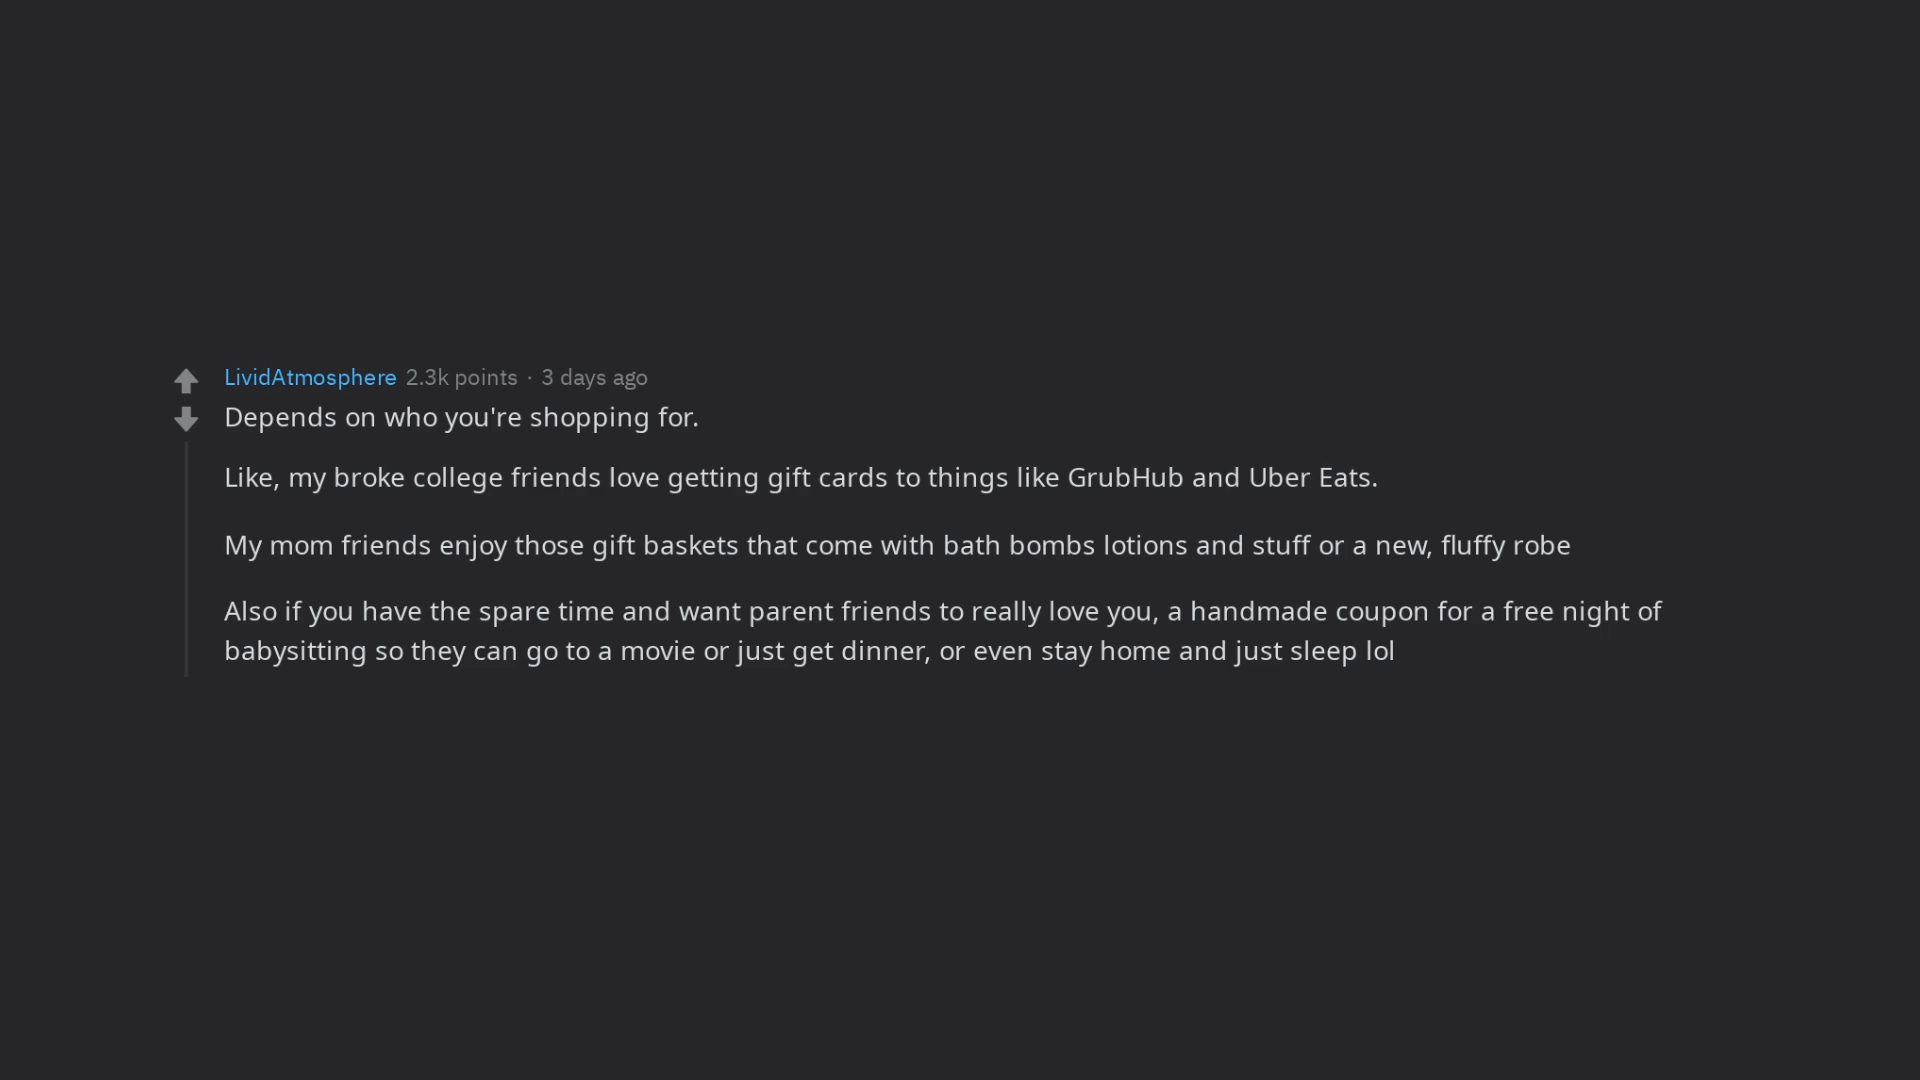 LividAtmosphere 2.3k points · 3 days ago
Depends on who you're shopping for.
Like, my broke college friends love getting gift cards to things like GrubHub and Uber Eats.
My mom friends enjoy those gift baskets that come with bath bombs lotions and stuff or a new, fluffy robe
Also if you have the spare time and want parent friends to really love you, a handmade coupon for a free night of
babysitting so they can go to a movie or just get dinner, or even stay home and just sleep lol